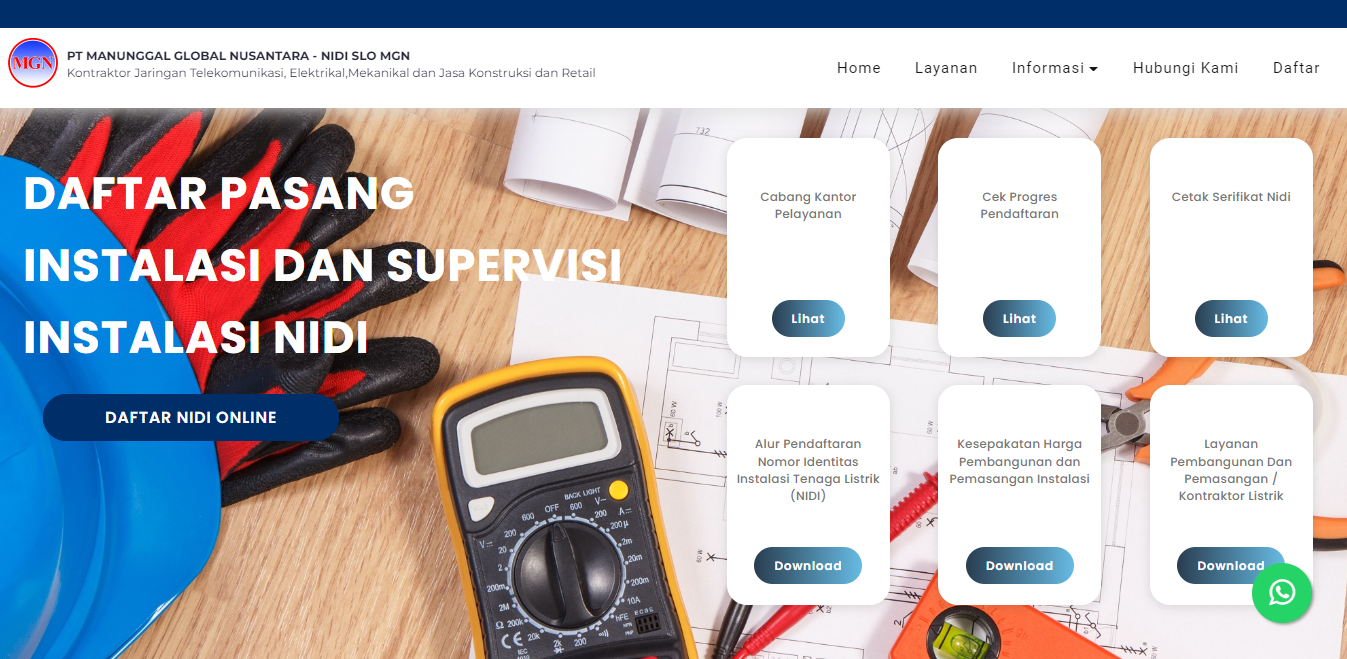 MGN
PT MANUNGGAL GLOBAL NUSANTARA - NIDI SLO MGN
Kontraktor Jaringan Telekomunikasi, Elektrikal,Mekanikal dan Jasa Konstruksi dan Retail
Home
Layanan
Informasi
Hubungi Kami
Daftar
DAFTAR PASANG
INSTALASI DAN SUPERVISI
INSTALASI NIDI
DAFTAR NIDI ONLINE
Cabang Kantor
Pelayanan
Lihat
Cek Progres
Pendaftaran
Lihat
Cetak Serifikat Nidi
Lihat
Alur Pendaftaran
Nomor Identitas
Instalasi Tenaga Listrik
(NIDI)
Download
Kesepakatan Harga
Pembangunan dan
Pemasangan Instalasi
Download
Layanan
Pembangunan Dan
Pemasangan /
Kontraktor Listrik
Download
732
BACK LIGHT
OFF
600
V~
200
A=
200µ
2m
20m
200m
10A
hFE
600
V=
200
20
2
200m
2M
Ω 200k
20k
2k
200
CE